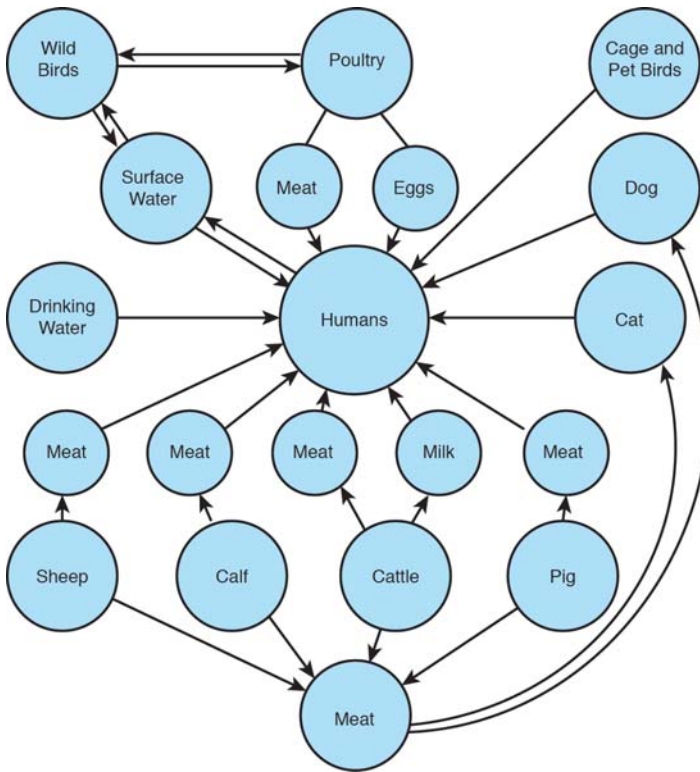 Wild
Birds
Poultry
Cage and
Pet Birds
Surface
Water
Meat
Eggs
Dog
Drinking
Water
Humans
Cat
Meat
Meat
Meat
Milk
Meat
Sheep
Calf
Cattle
Pig
Meat